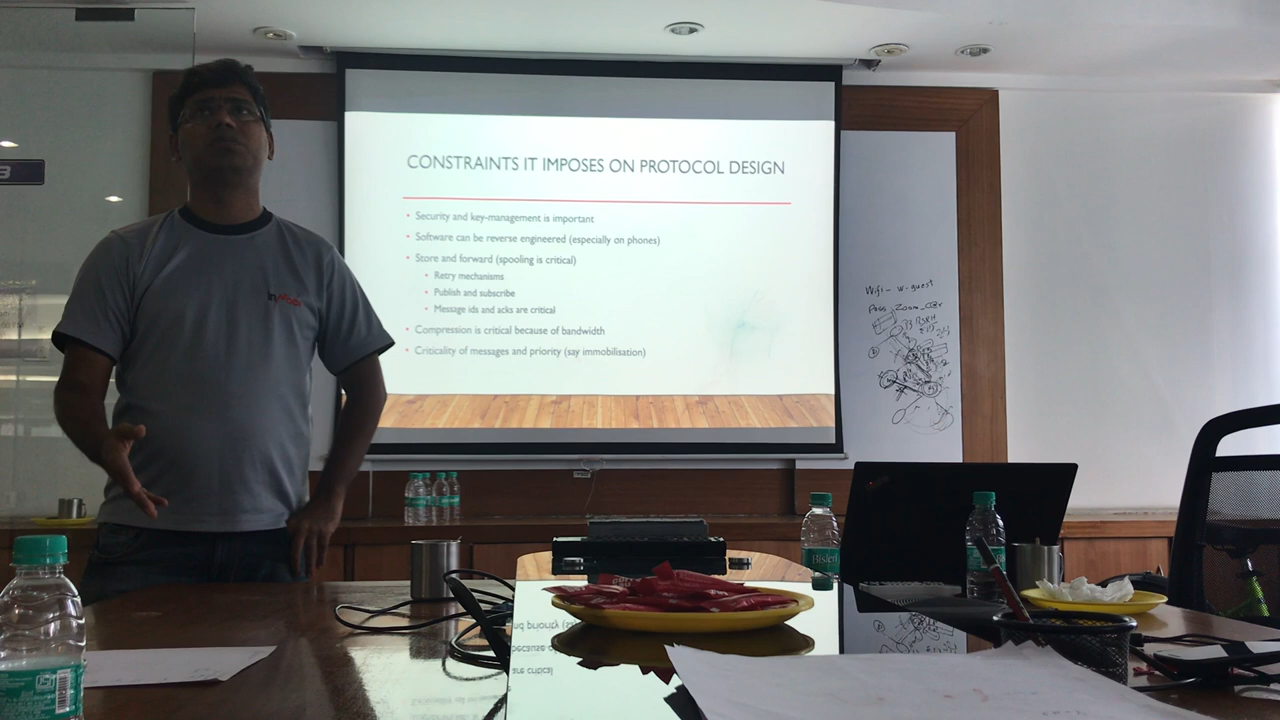 CONSTRAINTS IT IMPOSES ON PROTOCOL DESIGN
• Security and key-management is important
• Software can be reverse engineered (especially on phones)
• Store and forward (spooling is critical)
• Retry mechanisms
• Publish and subscribe
• Message ids and acks are critical
• Compression is critical because of bandwidth
• Criticality of messages and priority (say immobilisation)
Wifi - w-guest
Pass